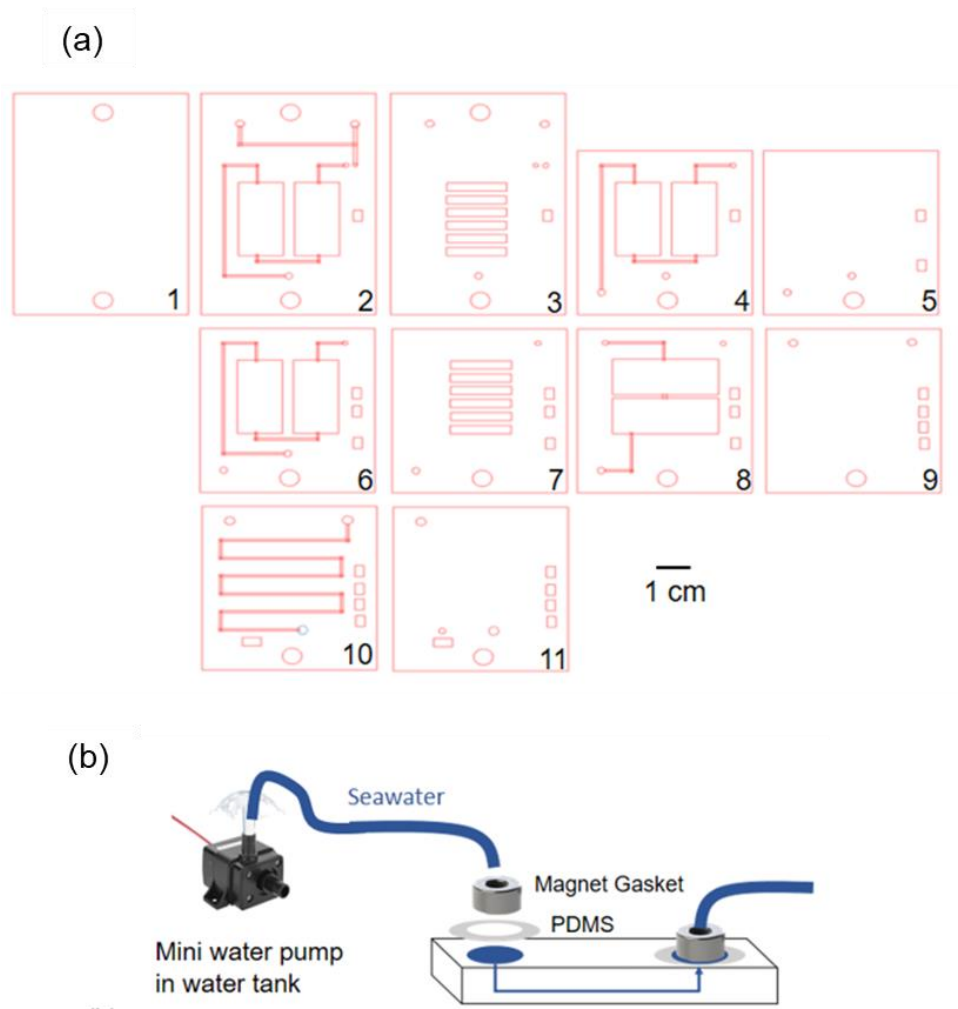 (a)
1
2
3
4
5
6
7
8
9
10
11
1 cm
(b)
Seawater
Magnet Gasket
PDMS
Mini water pump
in water tank